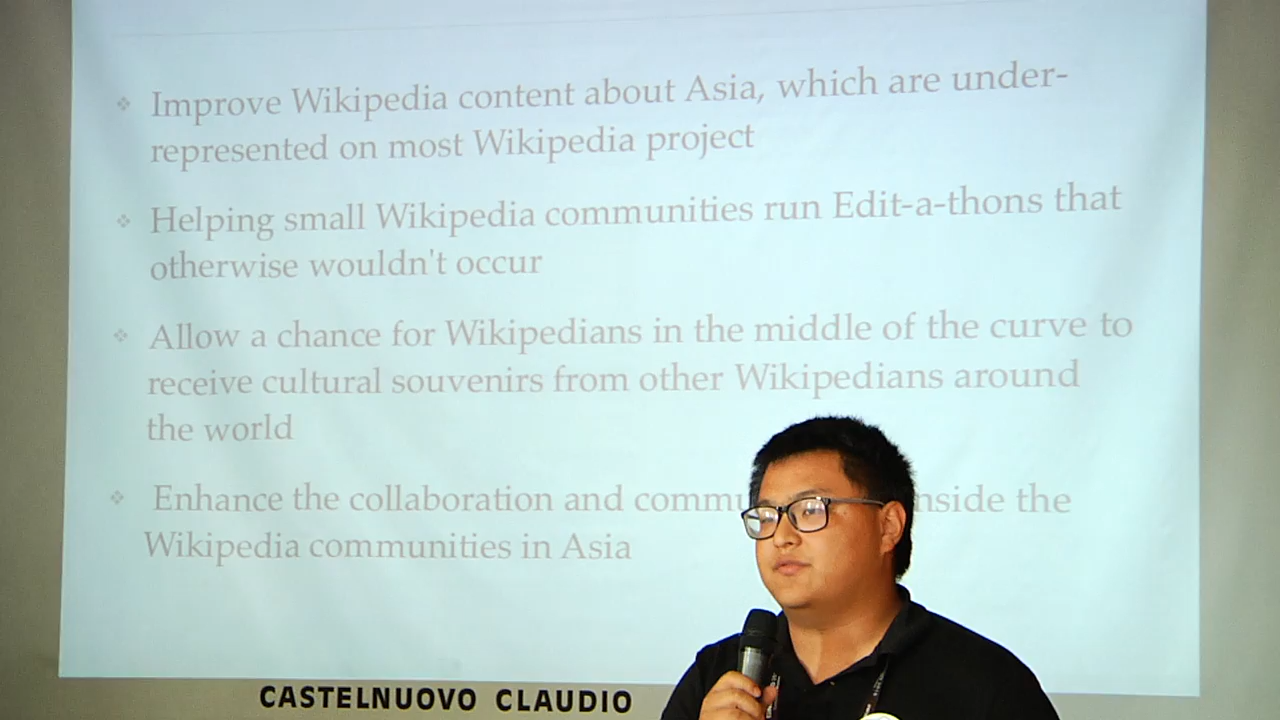 ❖ Improve Wikipedia content about Asia, which are under-
represented on most Wikipedia project
❖ Helping small Wikipedia communities run Edit-a-thons that
otherwise wouldn't occur
❖ Allow a chance for Wikipedians in the middle of the curve to
receive cultural souvenirs from other Wikipedians around
the world
❖ Enhance the collaboration and commu nside the
Wikipedia communities in Asia
CASTELNUOVO CLAUDIO